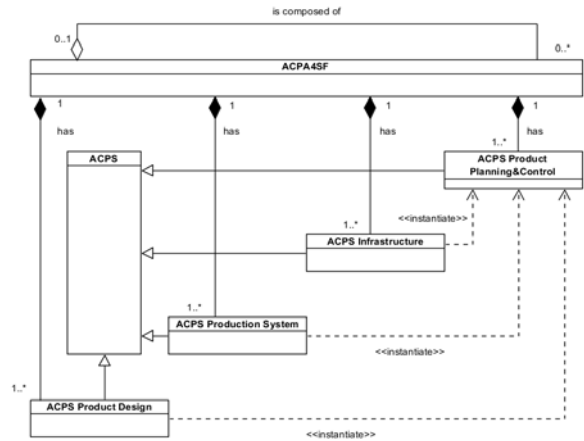 is composed of
0..1
0..*
ACPA4SF
1
1
1
1
has
has
has
has
1..*
ACPS
ACPS Product
Planning&Control
<<instantiate>>
1..*
ACPS Infrastructure
1..*
ACPS Production System
<<instantiate>>
1..*
ACPS Product Design
<<instantiate>>